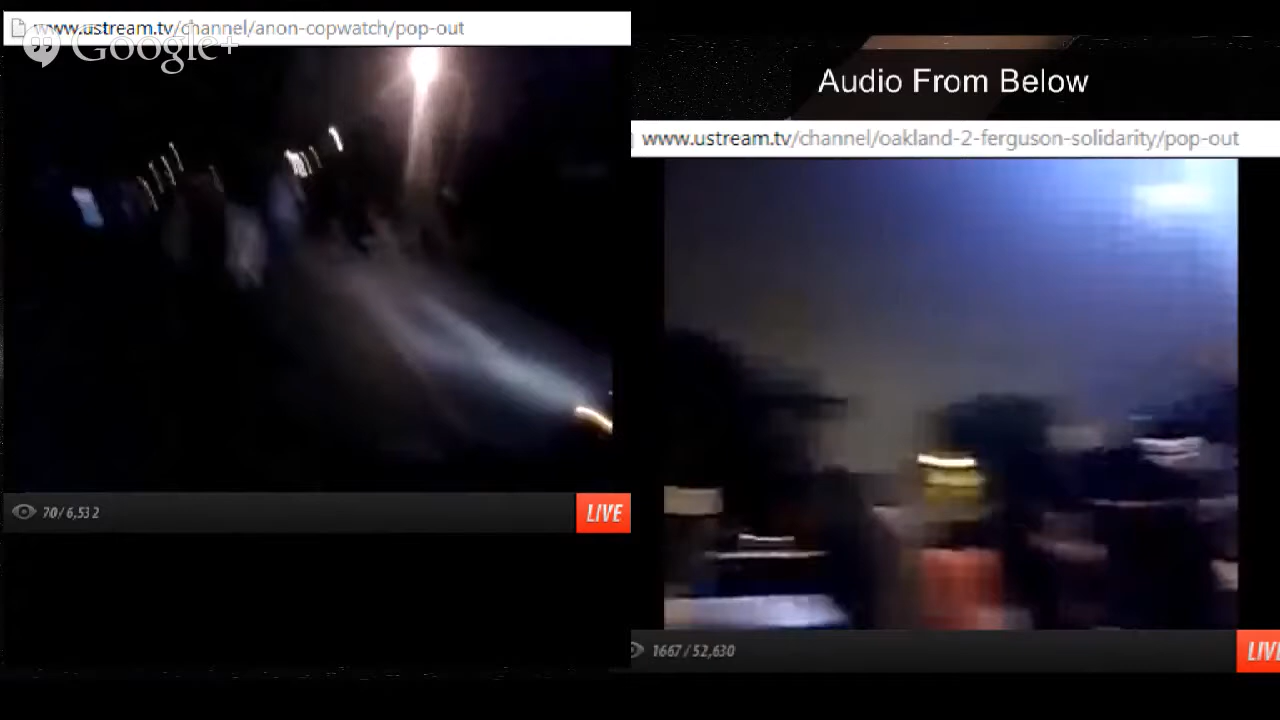 www.ustream.tv/channel/anon-copwatch/pop-out
Google+
70/6,532
LIVE
Audio From Below
www.ustream.tv/channel/oakland-2-ferguson-solidarity/pop-out
1667/52,630
LIVE